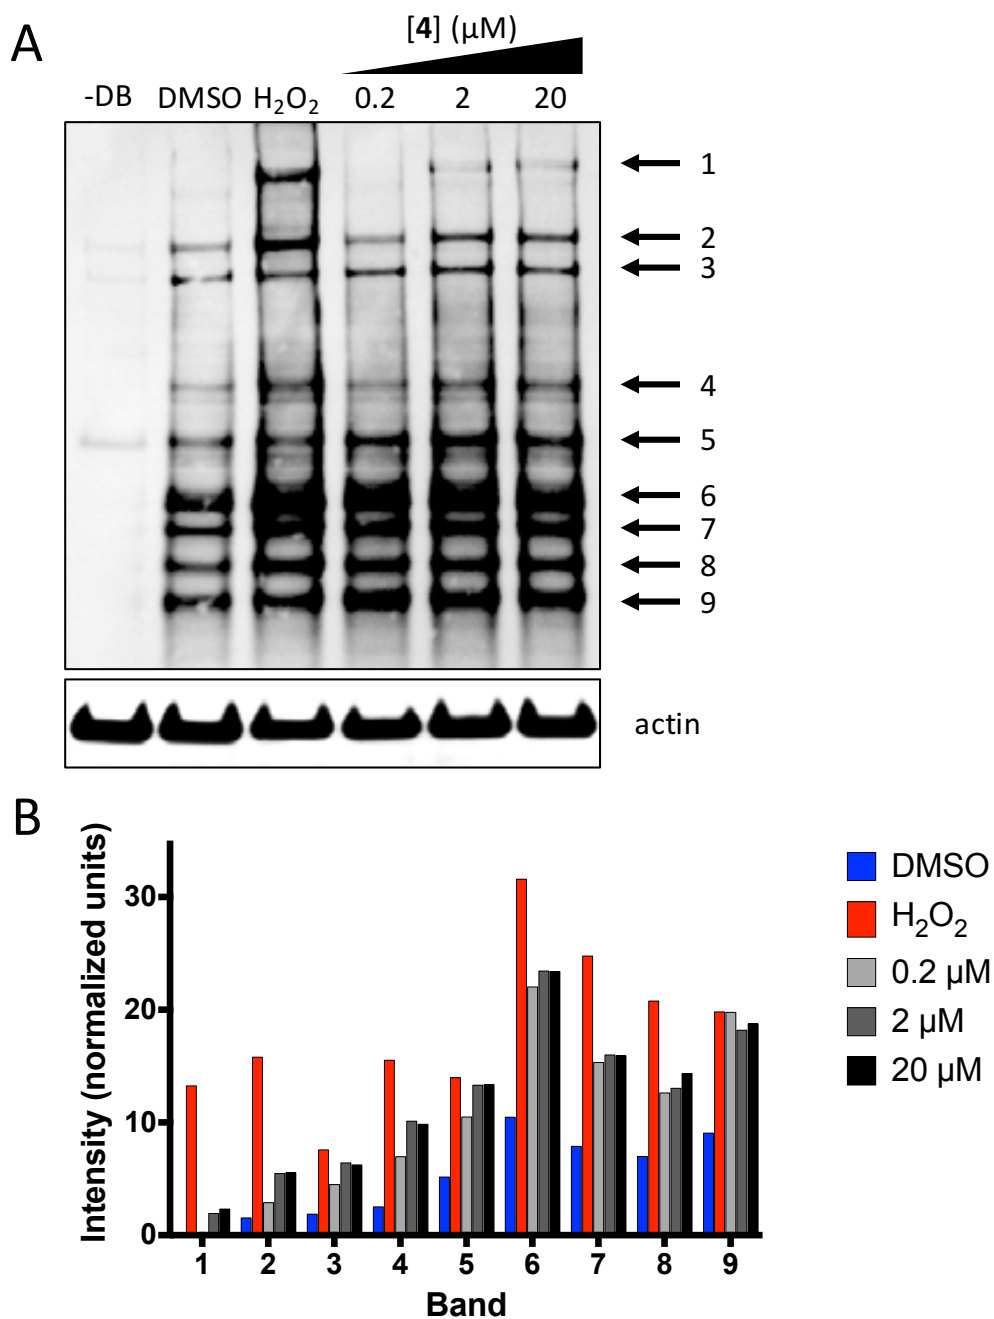 A
[4] (µM)
-DB DMSO H₂O₂ 0.2 2 20
1
2
3
4
5
6
7
8
9
actin
B
Intensity (normalized units)
30
20
10
0
1 2 3 4 5 6 7 8 9
Band
DMSO
H₂O₂
0.2 µM
2 µM
20 µM